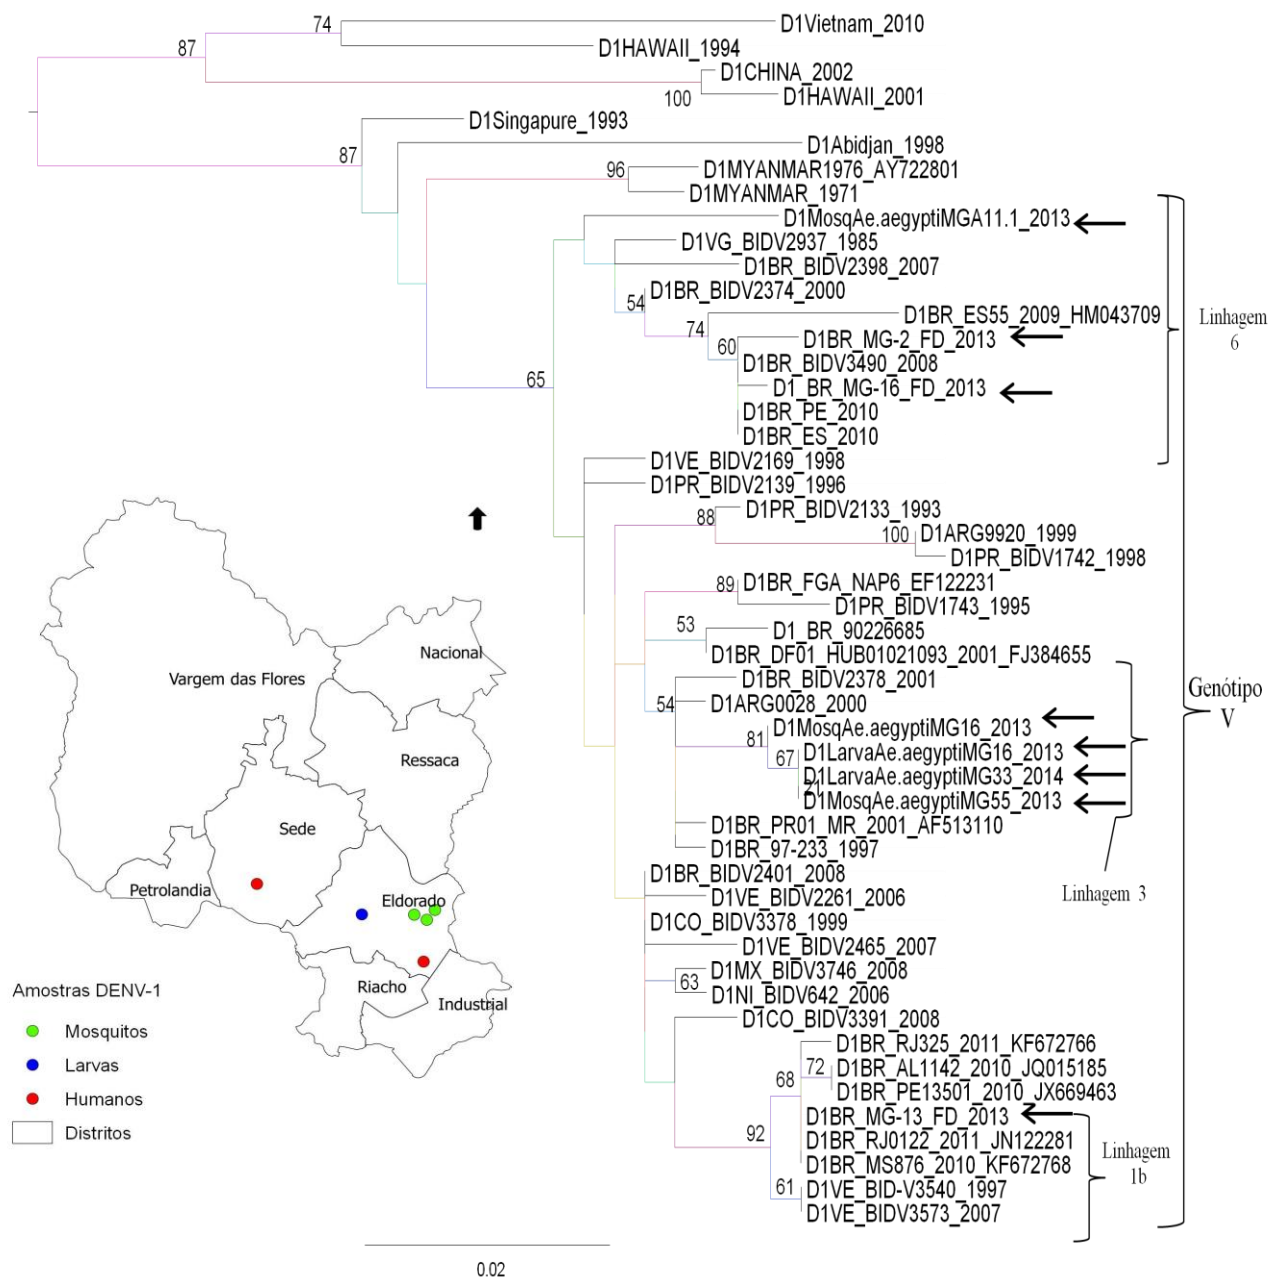 74
D1Vietnam_2010
87
D1HAWAII_1994
D1CHINA_2002
100
D1HAWAII_2001
D1Singapure_1993
87
D1Abidjan_1998
96
D1MYANMAR1976_AY722801
D1MYANMAR_1971
D1MosqAe.aegyptiMGA11.1_2013
D1VG_BIDV2937_1985
D1BR_BIDV2398_2007
54
D1BR_BIDV2374_2000
74
D1BR_ES55_2009_HM043709
60
D1BR_MG-2_FD_2013
D1BR_BIDV3490_2008
65
D1_BR_MG-16_FD_2013
D1BR_PE_2010
D1BR_ES_2010
Linhagem
6
D1VE_BIDV2169_1998
D1PR_BIDV2139_1996
88
D1PR_BIDV2133_1993
100
D1ARG9920_1999
D1PR_BIDV1742_1998
89
D1BR_FGA_NAP6_EF122231
D1PR_BIDV1743_1995
53
D1_BR_90226685
D1BR_DF01_HUB01021093_2001_FJ384655
D1BR_BIDV2378_2001
54
D1ARG0028_2000
Genótipo
V
81
D1MosqAe.aegyptiMG16_2013
67
D1LarvaAe.aegyptiMG16_2013
D1LarvaAe.aegyptiMG33_2014
21
D1MosqAe.aegyptiMG55_2013
D1BR_PR01_MR_2001_AF513110
D1BR_97-233_1997
Linhagem 3
D1BR_BIDV2401_2008
D1VE_BIDV2261_2006
D1CO_BIDV3378_1999
D1VE_BIDV2465_2007
63
D1MX_BIDV3746_2008
D1NI_BIDV642_2006
D1CO_BIDV3391_2008
D1BR_RJ325_2011_KF672766
72
D1BR_AL1142_2010_JQ015185
68
D1BR_PE13501_2010_JX669463
D1BR_MG-13_FD_2013
92
D1BR_RJ0122_2011_JN122281
D1BR_MS876_2010_KF672768
61
D1VE_BID-V3540_1997
D1VE_BIDV3573_2007
Linhagem
1b
0.02
Nacional
Vargem das Flores
Ressaca
Sede
Petrolandia
Eldorado
Riacho
Industrial
Amostras DENV-1
Mosquitos
Larvas
Humanos
Distritos